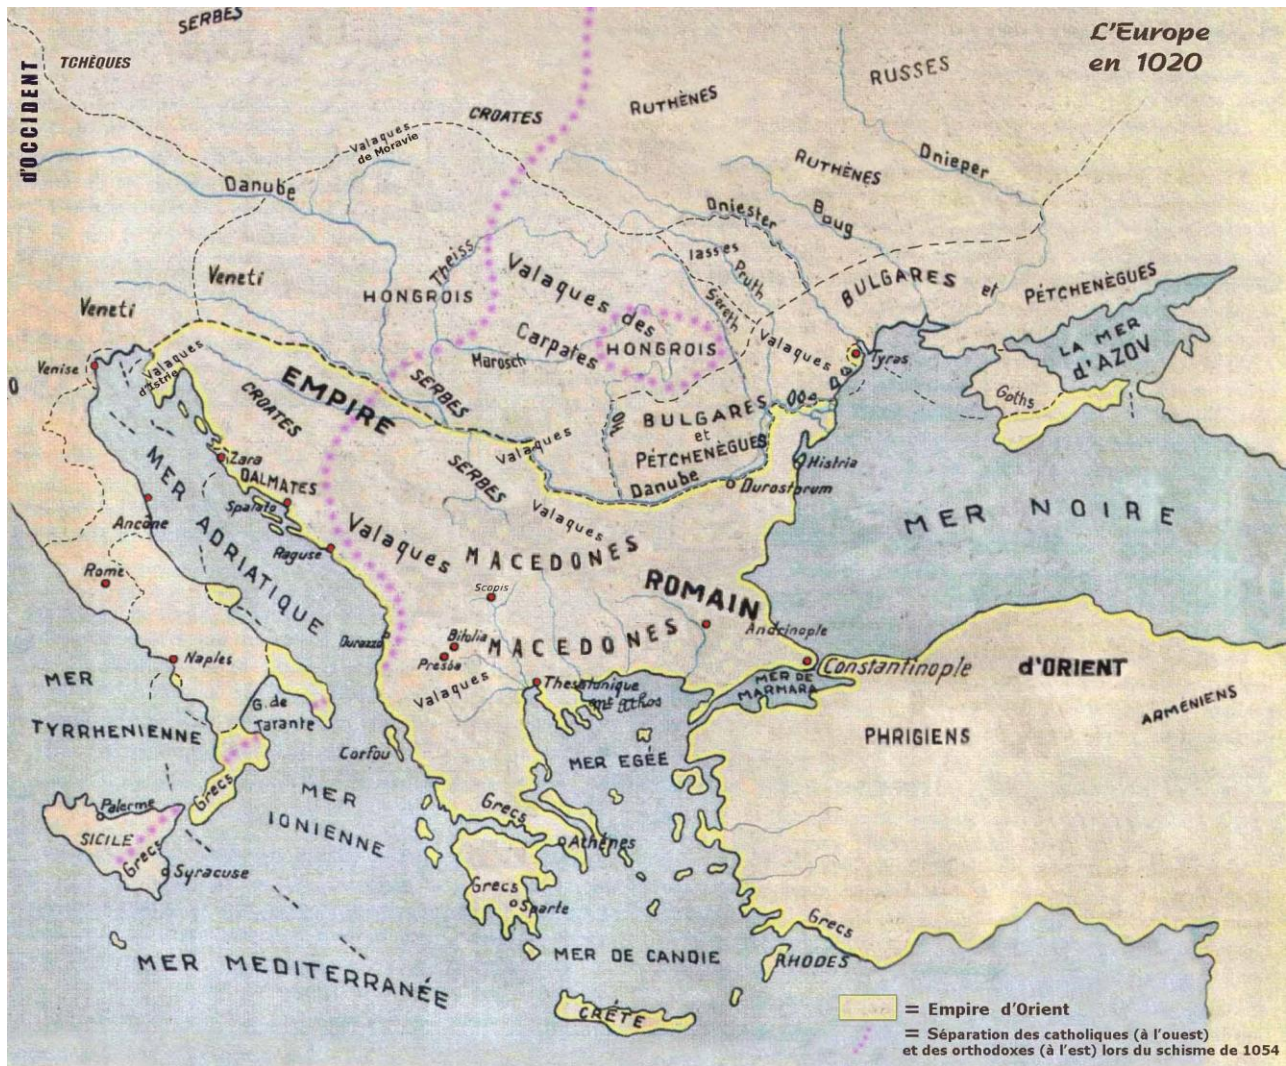 L'Europe
en 1020
SERBES
TCHÈQUES
D'OCCIDENT
CROATES
RUTHÈNES
RUSSES
Valaques
de Moravie
RUTHÈNES
Dnieper
Danube
Dniester
Boug
Theiss
Iasses
Pruth
Sereth
Veneti
Veneti
HONGROIS
Valaques des
Carpates
HONGROIS
Marosch
Valaques
BULGARES et PÉTCHENÈGUES
LA MER
d'AZOV
Goths
Tyras
Venise
Valaques
d'Istrie
CROATES
EMPIRE
SERBES
SERBES
Valaques
BULGARES
et
PÉTCHENÈGUES
Danube
Histria
Durostorum
Zara
DALMATES
Spalato
Raguse
Ancône
MER ADRIATIQUE
Valaques
Valaques
MACEDONES
MER NOIRE
Rome
Scopis
ROMAIN
Andrinople
Durazzo
Bitolia
Presba
MACEDONES
Valaques
Thesalonique
Mt Athos
MER DE
MARMARA
Constantinople
d'ORIENT
ARMÉNIENS
PHRIGIENS
Naples
MER
TYRRHENIENNE
G. de
Tarante
Corfou
MER EGÉE
Grecs
Palerme
SICILE
Grecs
Syracuse
MER
IONIENNE
Grecs
Athènes
Grecs
Sparte
Grecs
MER MEDITERRANÉE
MER DE CANDIE
RHODES
CRÉTE
= Empire d'Orient
= Séparation des catholiques (à l'ouest)
et des orthodoxes (à l'est) lors du schisme de 1054